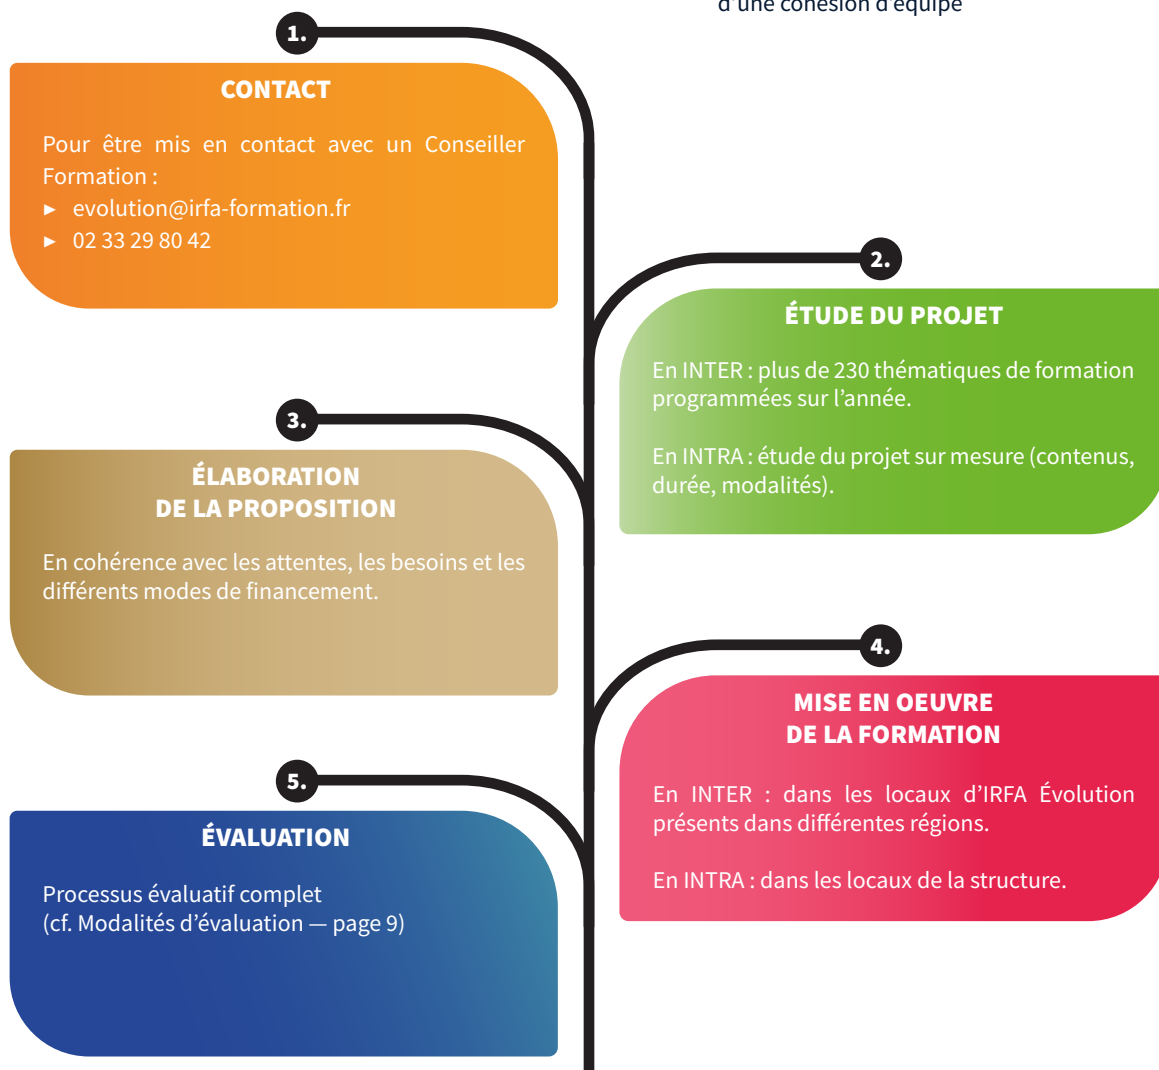 d'une cohésion d'équipe
1.
CONTACT
Pour être mis en contact avec un Conseiller
Formation :
► evolution@irfa-formation.fr
► 02 33 29 80 42
2.
ÉTUDE DU PROJET
En INTER : plus de 230 thématiques de formation
programmées sur l’année.
En INTRA : étude du projet sur mesure (contenus,
durée, modalités).
3.
ÉLABORATION
DE LA PROPOSITION
En cohérence avec les attentes, les besoins et les
différents modes de financement.
4.
MISE EN OEUVRE
DE LA FORMATION
En INTER : dans les locaux d’IRFA Évolution
présents dans différentes régions.
En INTRA : dans les locaux de la structure.
5.
ÉVALUATION
Processus évaluatif complet
(cf. Modalités d’évaluation — page 9)